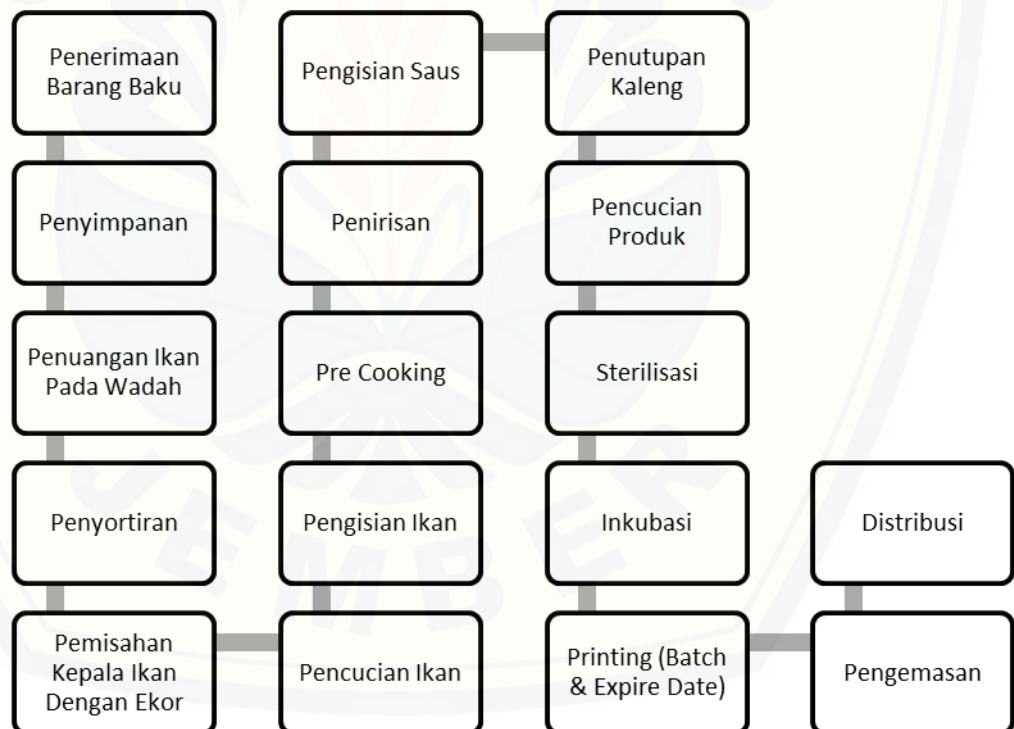 Penerimaan
Barang Baku
Penyimpanan
Penuangan Ikan
Pada Wadah
Penyortiran
Pemisahan
Kepala Ikan
Dengan Ekor
Pencucian Ikan
Pengisian Ikan
Pre Cooking
Penirisan
Pengisian Saus
Penutupan
Kaleng
Pencucian
Produk
Sterilisasi
Inkubasi
Printing (Batch
& Expire Date)
Pengemasan
Distribusi
JEMBER